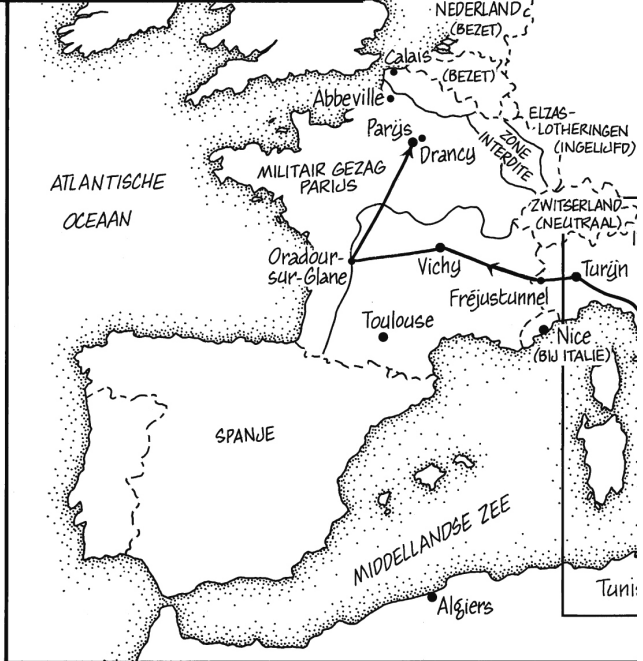 NEDERLAND
(BEZET)
Calais
(BEZET)
Abbeville
ELZAS-
LOTHERINGEN
(INGELIJFD)
Parijs
Drancy
ZONE
INTERDITE
MILITAIR GEZAG
PARIJS
ATLANTISCHE
OCEAAN
ZWITSERLAND
(NEUTRAAL)
Oradour-
sur-Glane
Vichy
Turijn
Fréjustunnel
Toulouse
Nice
(BIJ ITALIË)
SPANJE
MIDDELLANDSE ZEE
Algiers
Tunis